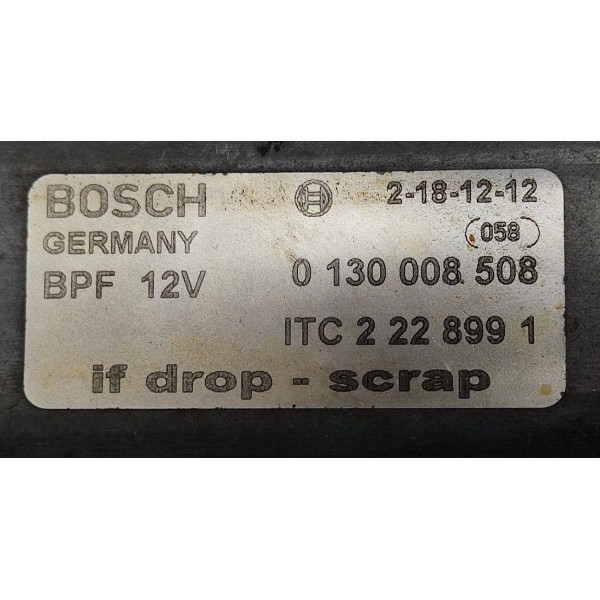 BOSCH 2-18-12-12
GERMANY 058
BPF 12V 0 130 008 508
ITC 2 22 899 1
if drop - scrap